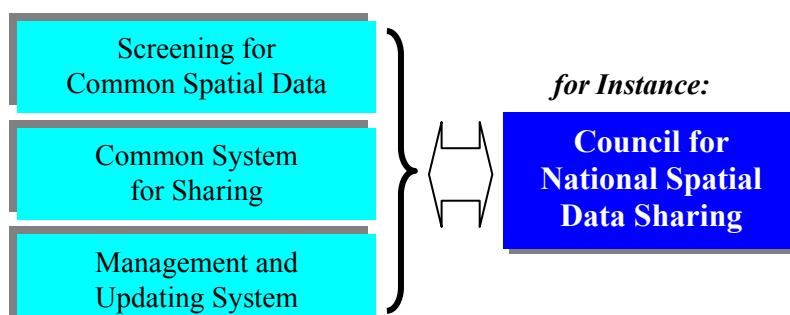 Screening for
Common Spatial Data
Common System
for Sharing
Management and
Updating System
for Instance:
Council for
National Spatial
Data Sharing